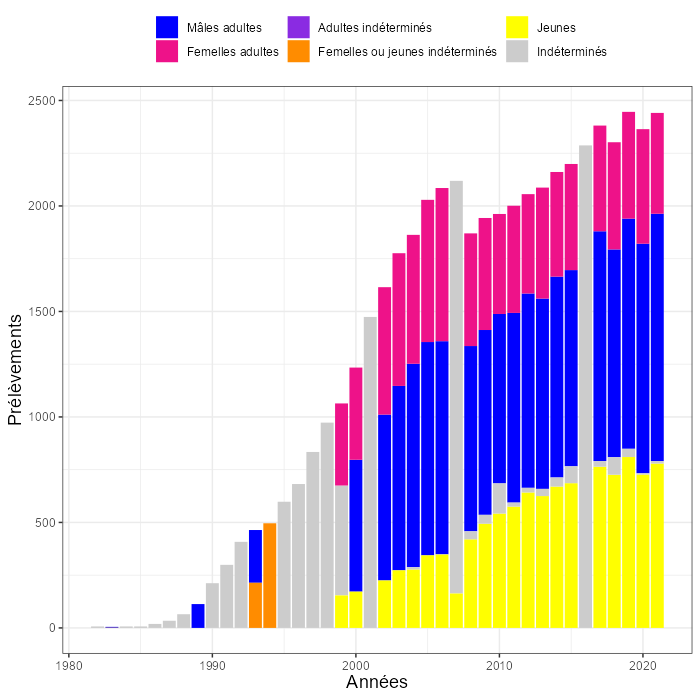 Mâles adultes
Adultes indéterminés
Jeunes
Femelles adultes
Femelles ou jeunes indéterminés
Indéterminés
Prélèvements
2500
2000
1500
1000
500
0
1980
1990
2000
2010
2020
Années